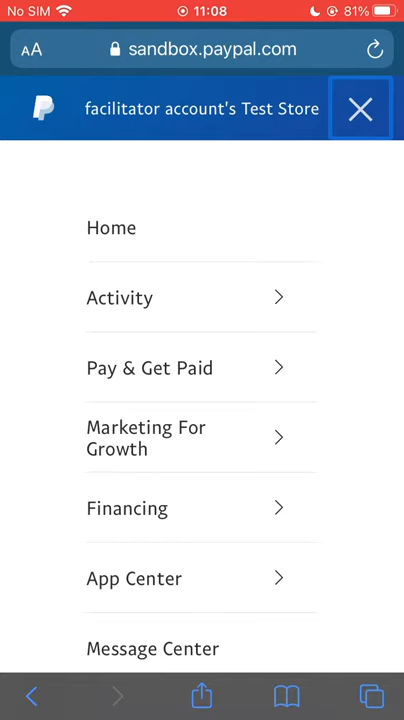 No SIM 11:08 81%
AA sandbox.paypal.com
facilitator account's Test Store
Home
Activity
Pay & Get Paid
Marketing For
Growth
Financing
App Center
Message Center